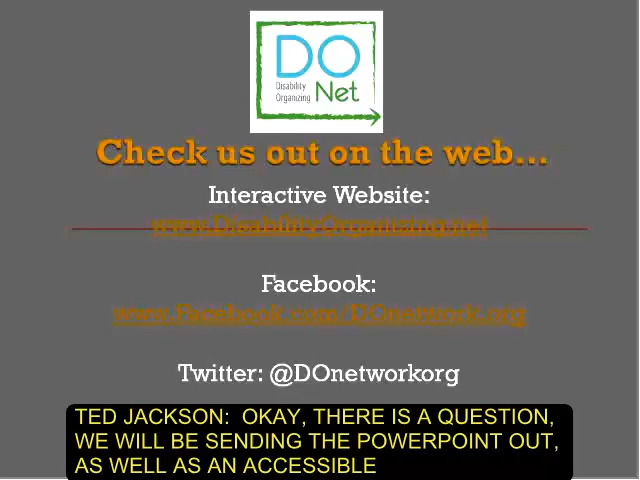 DO
Disability
Organizing Net
Check us out on the web...
Interactive Website:
www.DisabilityOrganizing.net
Facebook:
www.Facebook.com/DOnetwork.org
Twitter: @DOnetworkorg
TED JACKSON: OKAY, THERE IS A QUESTION,
WE WILL BE SENDING THE POWERPOINT OUT,
AS WELL AS AN ACCESSIBLE